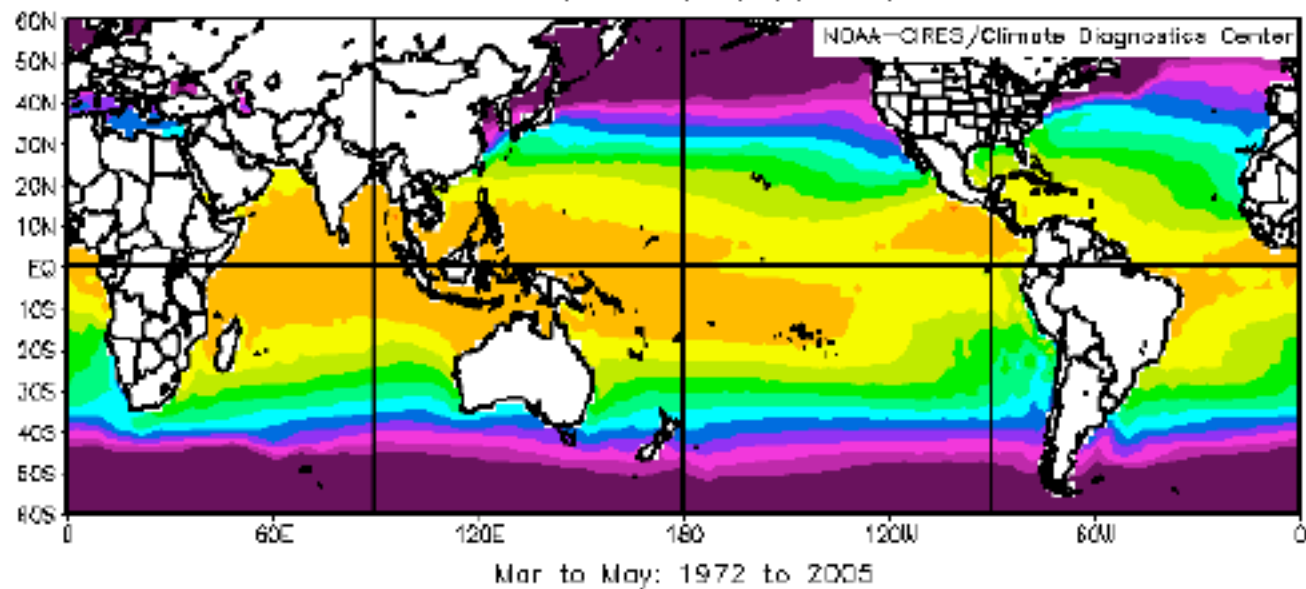 60N
NOAA-CIRES/Climate Diagnostics Center
50N
40N
30N
20N
10N
EQ
10S
20S
30S
40S
50S
60S
0 60E 120E 180 120W 60W 0
Mar to May: 1972 to 2005